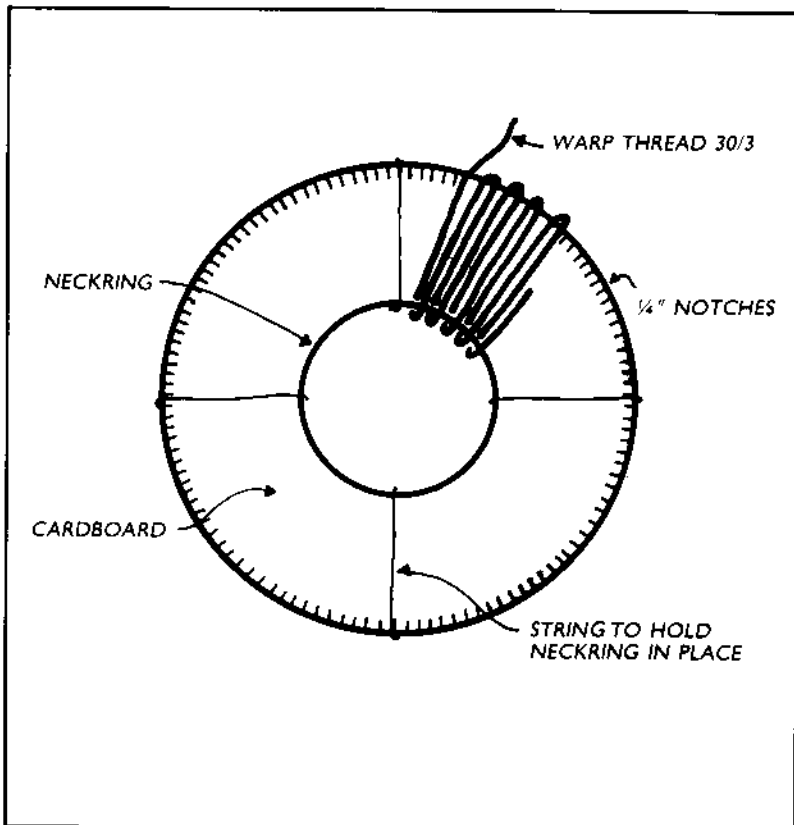 WARP THREAD 30/3
NECKRING
¼" NOTCHES
CARDBOARD
STRING TO HOLD
NECKRING IN PLACE